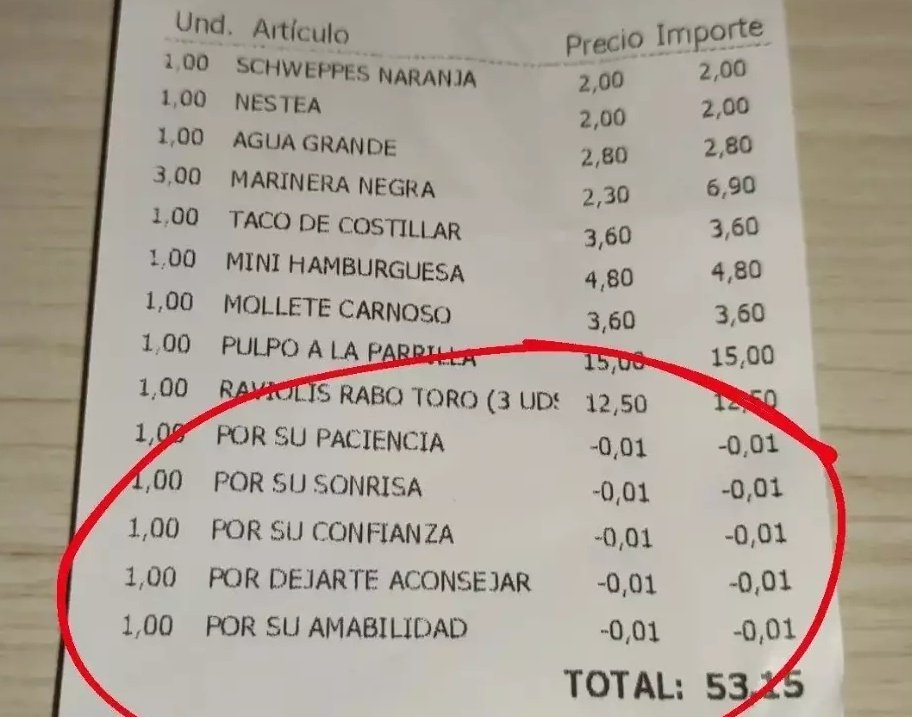 Und. Artículo Precio Importe
1,00 SCHWEPPES NARANJA 2,00 2,00
1,00 NESTEA 2,00 2,00
1,00 AGUA GRANDE 2,80 2,80
3,00 MARINERA NEGRA 2,30 6,90
1,00 TACO DE COSTILLAR 3,60 3,60
1,00 MINI HAMBURGUESA 4,80 4,80
1,00 MOLLETE CARNOSO 3,60 3,60
1,00 PULPO A LA PARRILLA 15,00 15,00
1,00 RAVIOLIS RABO TORO (3 UDS 12,50 12,50
1,00 POR SU PACIENCIA -0,01 -0,01
1,00 POR SU SONRISA -0,01 -0,01
1,00 POR SU CONFIANZA -0,01 -0,01
1,00 POR DEJARTE ACONSEJAR -0,01 -0,01
1,00 POR SU AMABILIDAD -0,01 -0,01
TOTAL: 53.15